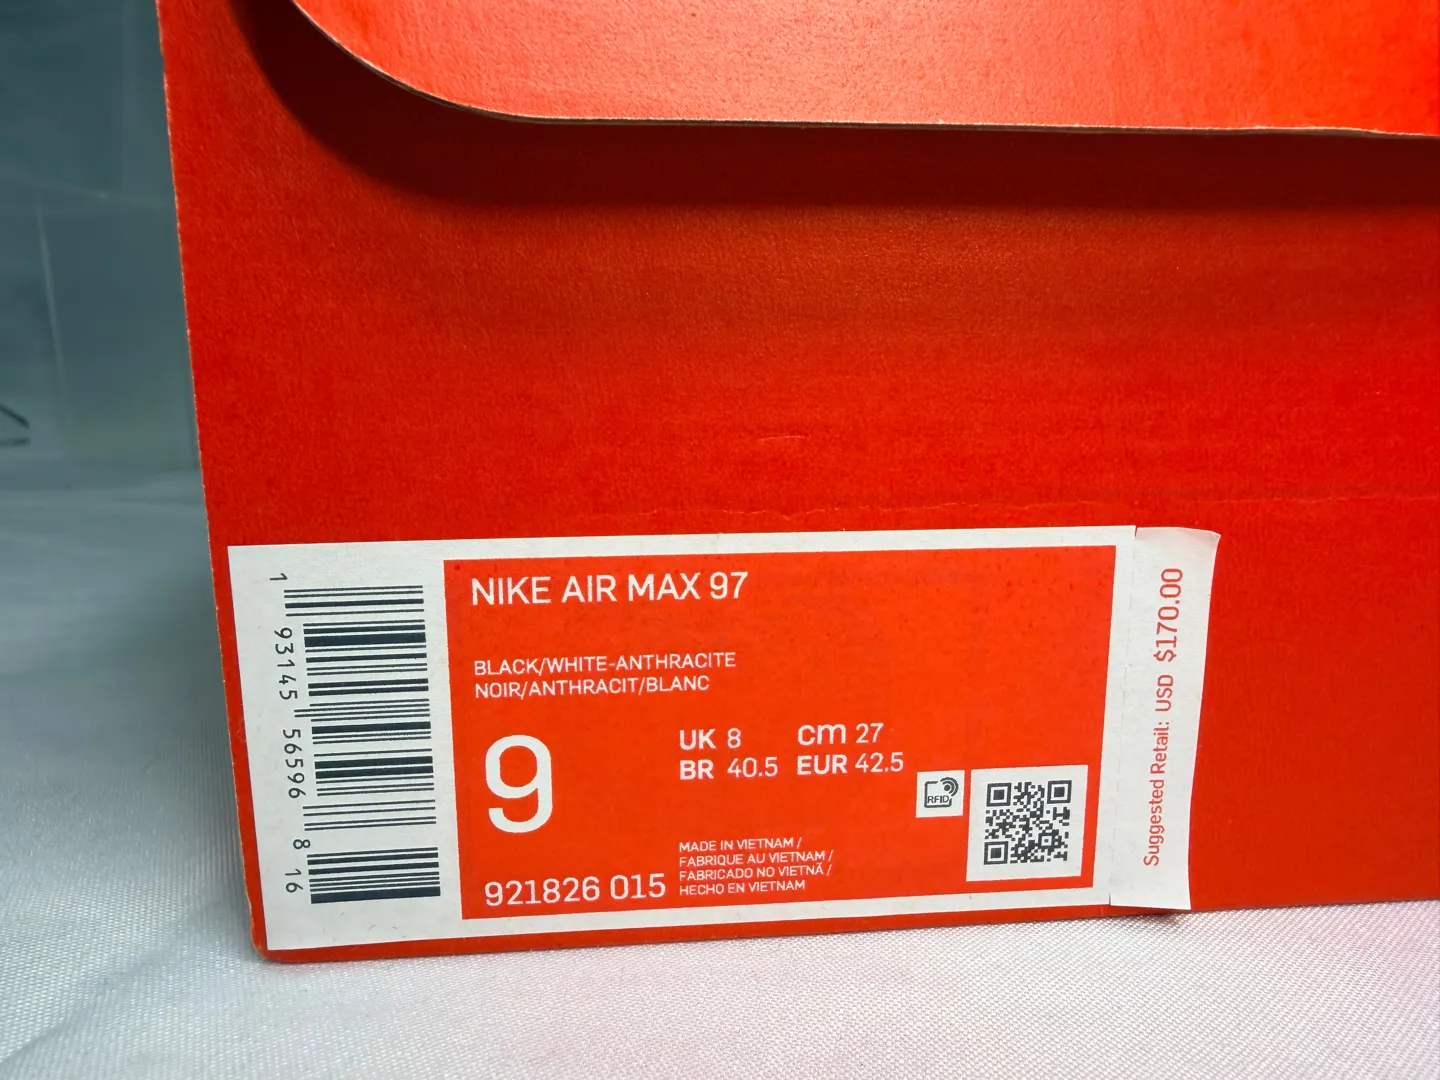 NIKE AIR MAX 97
BLACK/WHITE-ANTHRACITE
NOIR/ANTHRACIT/BLANC
9
UK 8 cm 27
BR 40.5 EUR 42.5
RFID
MADE IN VIETNAM /
FABRIQUE AU VIETNAM /
FABRICADO NO VIETNÃ /
HECHO EN VIETNAM
921826 015
1 93145 56596 8 16
Suggested Retail: USD $170.00